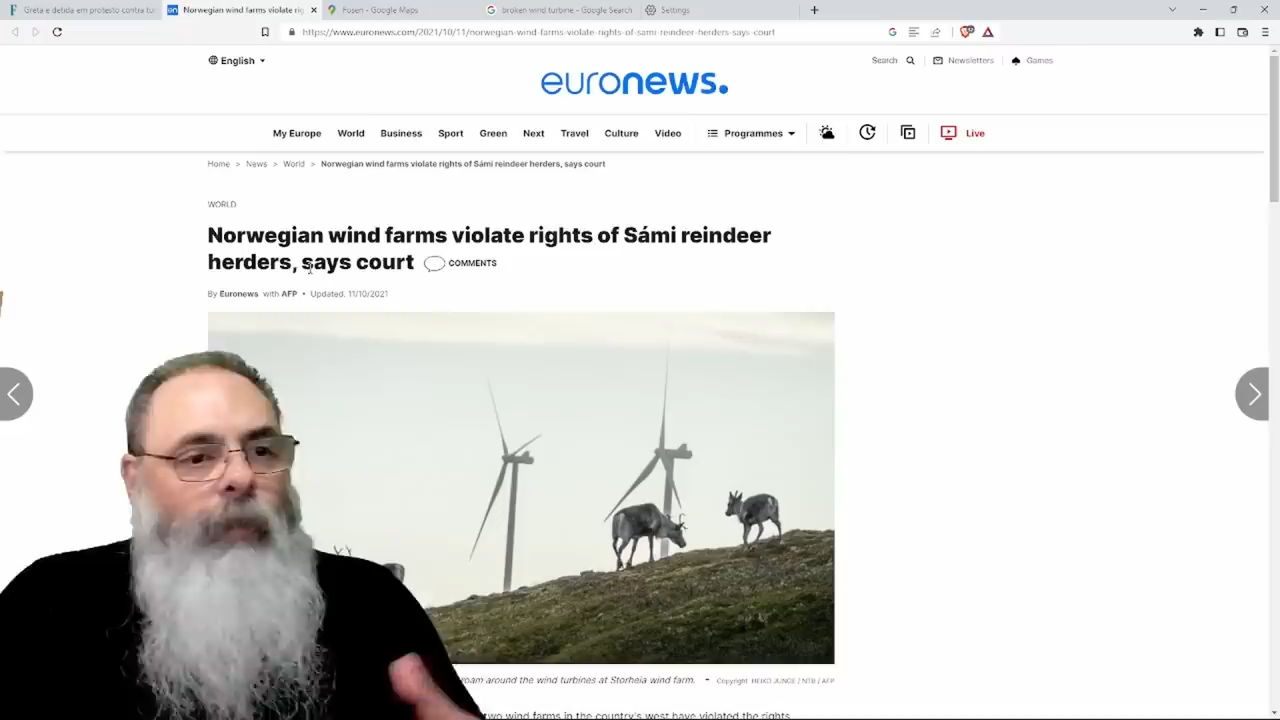 Greta e detida em protesto contra tur
Norwegian wind farms violate rig
Fosen - Google Maps
broken wind turbine - Google Search
Settings
https://www.euronews.com/2021/10/11/norwegian-wind-farms-violate-rights-of-sami-reindeer-herders-says-court
English
Search
Newsletters
Games
euronews.
My Europe
World
Business
Sport
Green
Next
Travel
Culture
Video
Programmes
Live
Home > News > World > Norwegian wind farms violate rights of Sámi reindeer herders, says court
WORLD
Norwegian wind farms violate rights of Sámi reindeer
herders, says court
COMMENTS
By Euronews with AFP • Updated: 11/10/2021
roam around the wind turbines at Storheia wind farm. - Copyright HEIKO JUNGE / NTB / AFP
two wind farms in the country's west have violated the rights